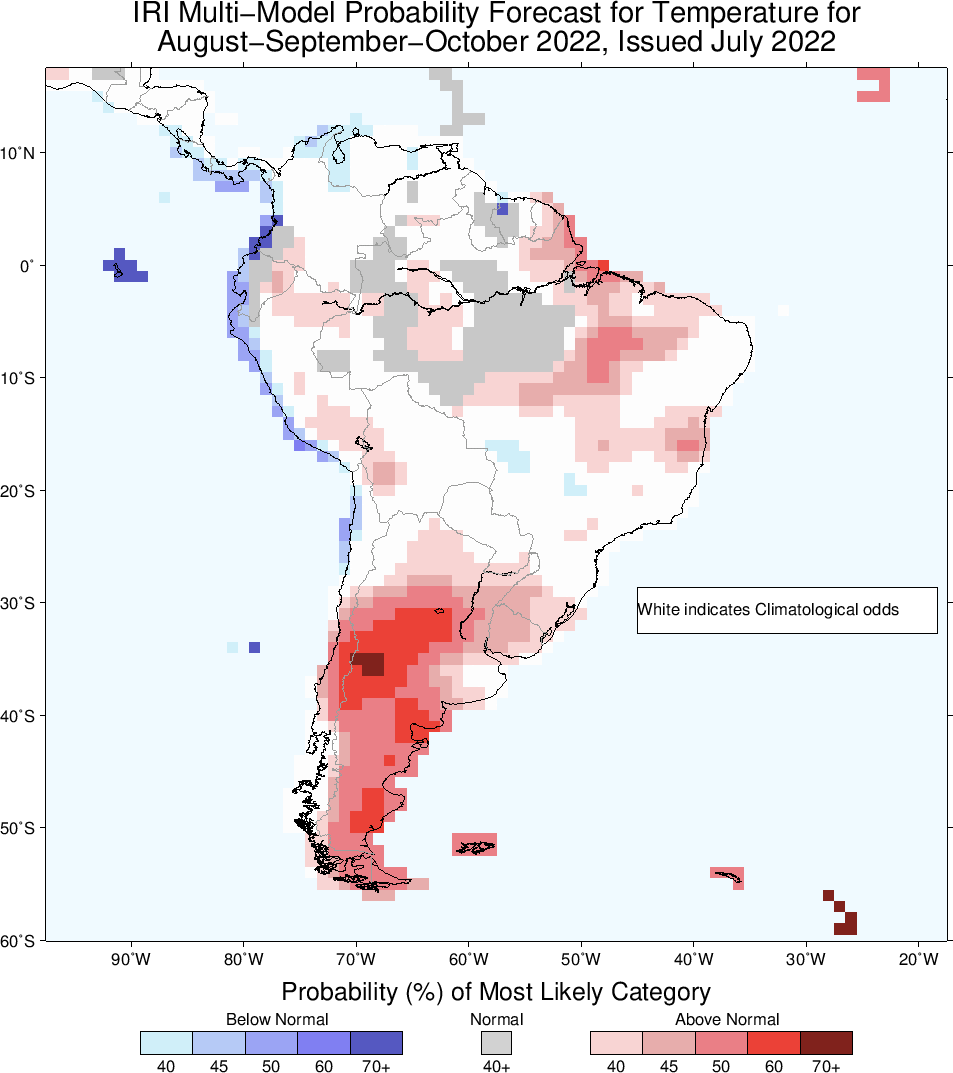 IRI Multi−Model Probability Forecast for Temperature for
August−September−October 2022, Issued July 2022
10˚N
0˚
10˚S
20˚S
30˚S
White indicates Climatological odds
40˚S
50˚S
60˚S
90˚W 80˚W 70˚W 60˚W 50˚W 40˚W 30˚W 20˚W
Probability (%) of Most Likely Category
Below Normal Normal Above Normal
40 45 50 60 70+ 40+ 40 45 50 60 70+